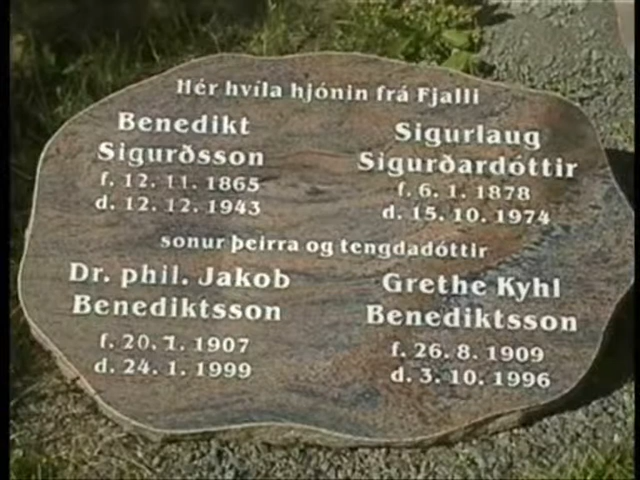 Hér hvíla hjónin frá Fjalli
Benedikt
Sigurðsson
f. 12. 11. 1865
d. 12. 12. 1943
Sigurlaug
Sigurðardóttir
f. 6. 1. 1878
d. 15. 10. 1974
sonur þeirra og tengdadóttir
Dr. phil. Jakob
Benediktsson
f. 20. 7. 1907
d. 24. 1. 1999
Grethe Kyhl
Benediktsson
f. 26. 8. 1909
d. 3. 10. 1996